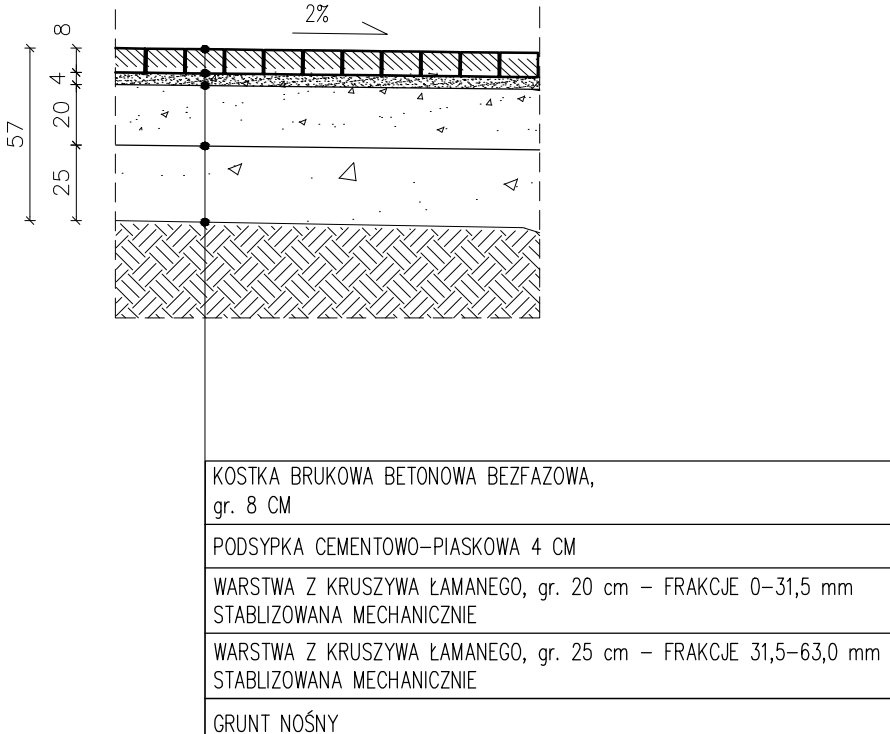 2%
8
4
20
57
25
KOSTKA BRUKOWA BETONOWA BEZFAZOWA,
gr. 8 CM
PODSYPKA CEMENTOWO-PIASKOWA 4 CM
WARSTWA Z KRUSZYWA ŁAMANEGO, gr. 20 cm – FRAKCJE 0-31,5 mm
STABLIZOWANA MECHANICZNIE
WARSTWA Z KRUSZYWA ŁAMANEGO, gr. 25 cm – FRAKCJE 31,5-63,0 mm
STABLIZOWANA MECHANICZNIE
GRUNT NOŚNY